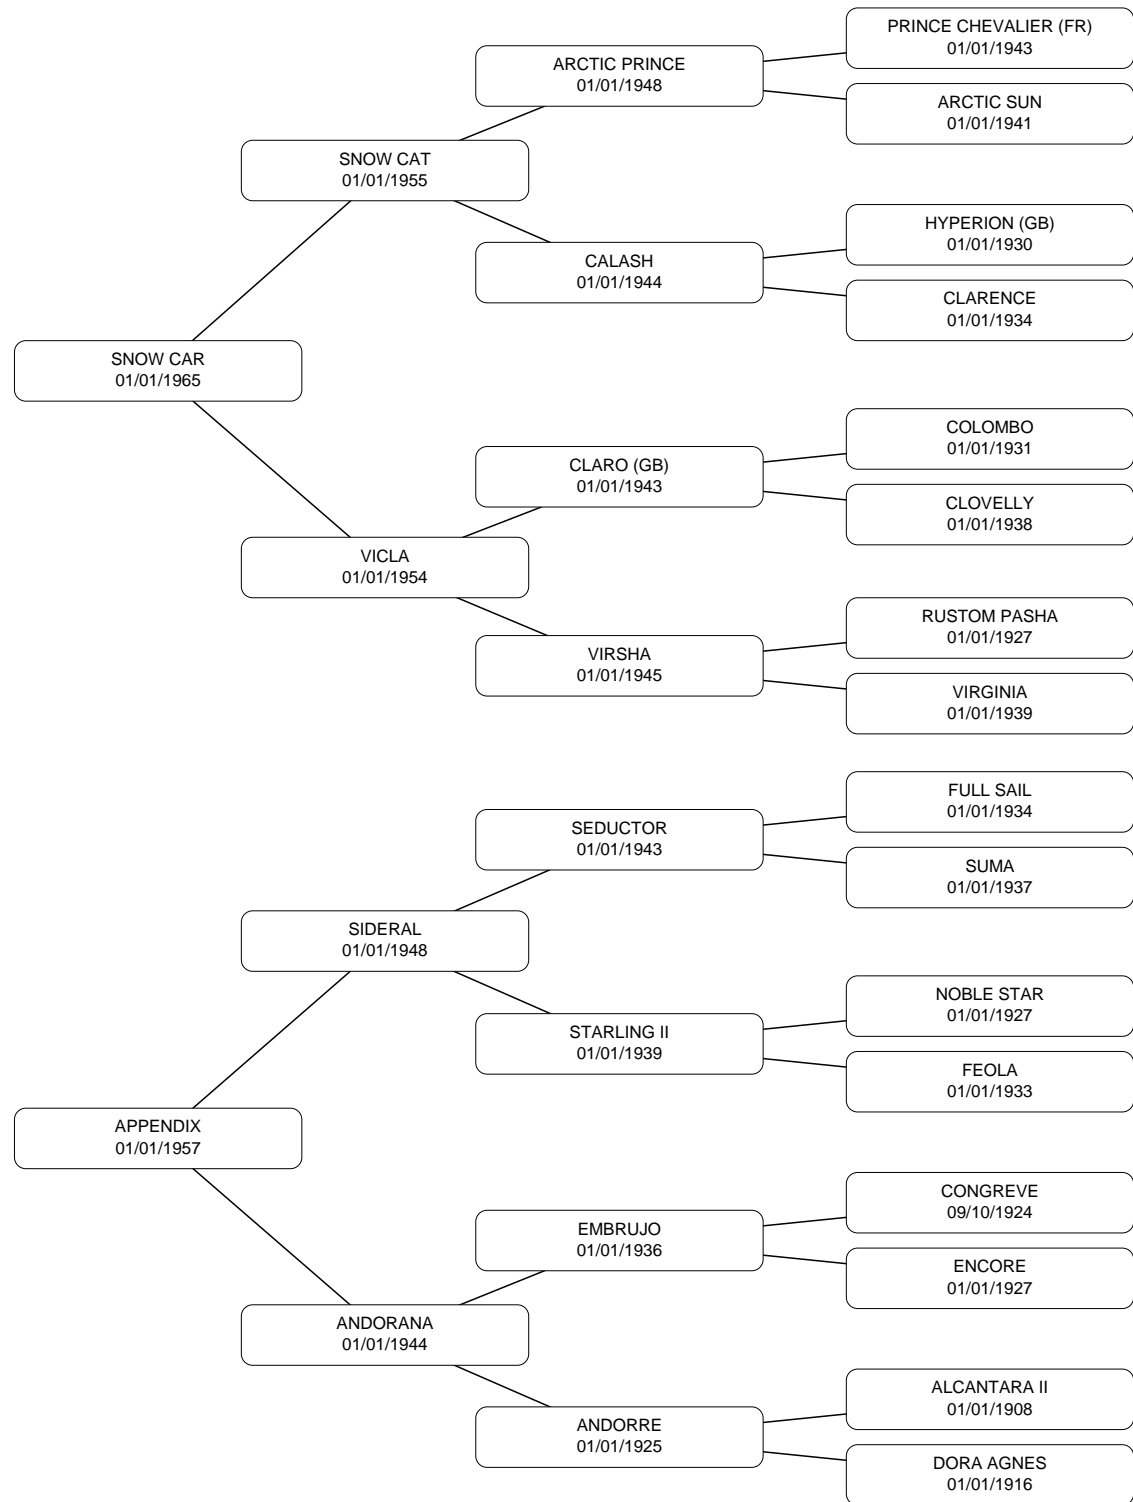 PRINCE CHEVALIER (FR)
01/01/1943
ARCTIC PRINCE
01/01/1948
ARCTIC SUN
01/01/1941
SNOW CAT
01/01/1955
HYPERION (GB)
01/01/1930
CALASH
01/01/1944
CLARENCE
01/01/1934
SNOW CAR
01/01/1965
COLOMBO
01/01/1931
CLARO (GB)
01/01/1943
CLOVELLY
01/01/1938
VICLA
01/01/1954
RUSTOM PASHA
01/01/1927
VIRSHA
01/01/1945
VIRGINIA
01/01/1939
FULL SAIL
01/01/1934
SEDUCTOR
01/01/1943
SUMA
01/01/1937
SIDERAL
01/01/1948
NOBLE STAR
01/01/1927
STARLING II
01/01/1939
FEOLA
01/01/1933
APPENDIX
01/01/1957
CONGREVE
09/10/1924
EMBRUJO
01/01/1936
ENCORE
01/01/1927
ANDORANA
01/01/1944
ALCANTARA II
01/01/1908
ANDORRE
01/01/1925
DORA AGNES
01/01/1916